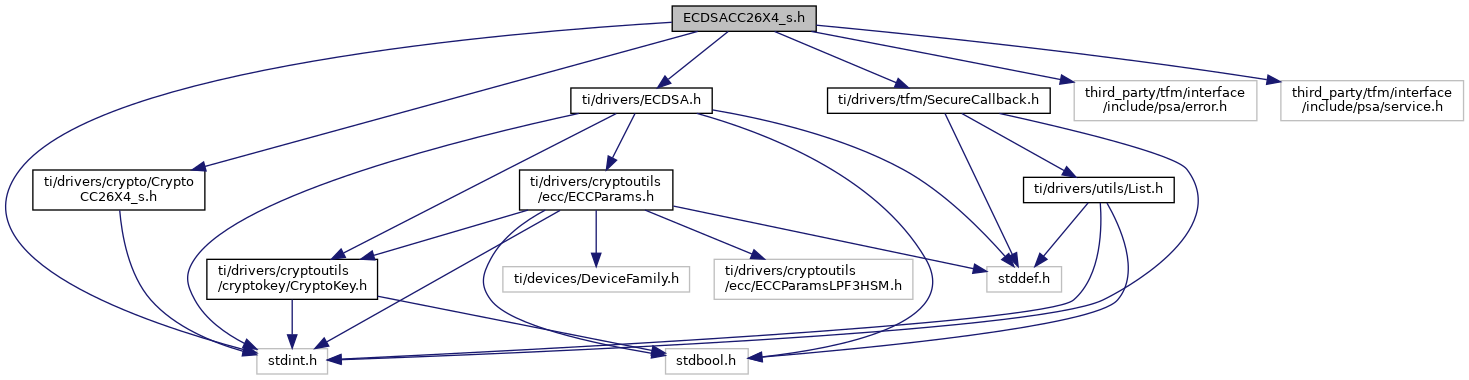 ECDSACC26X4_s.h
ti/drivers/ECDSA.h
ti/drivers/tfm/SecureCallback.h
third_party/tfm/interface
/include/psa/error.h
third_party/tfm/interface
/include/psa/service.h
ti/drivers/crypto/Crypto
CC26X4_s.h
ti/drivers/cryptoutils
/ecc/ECCParams.h
ti/drivers/utils/List.h
ti/drivers/cryptoutils
/cryptokey/CryptoKey.h
ti/devices/DeviceFamily.h
ti/drivers/cryptoutils
/ecc/ECCParamsLPF3HSM.h
stddef.h
stdint.h
stdbool.h